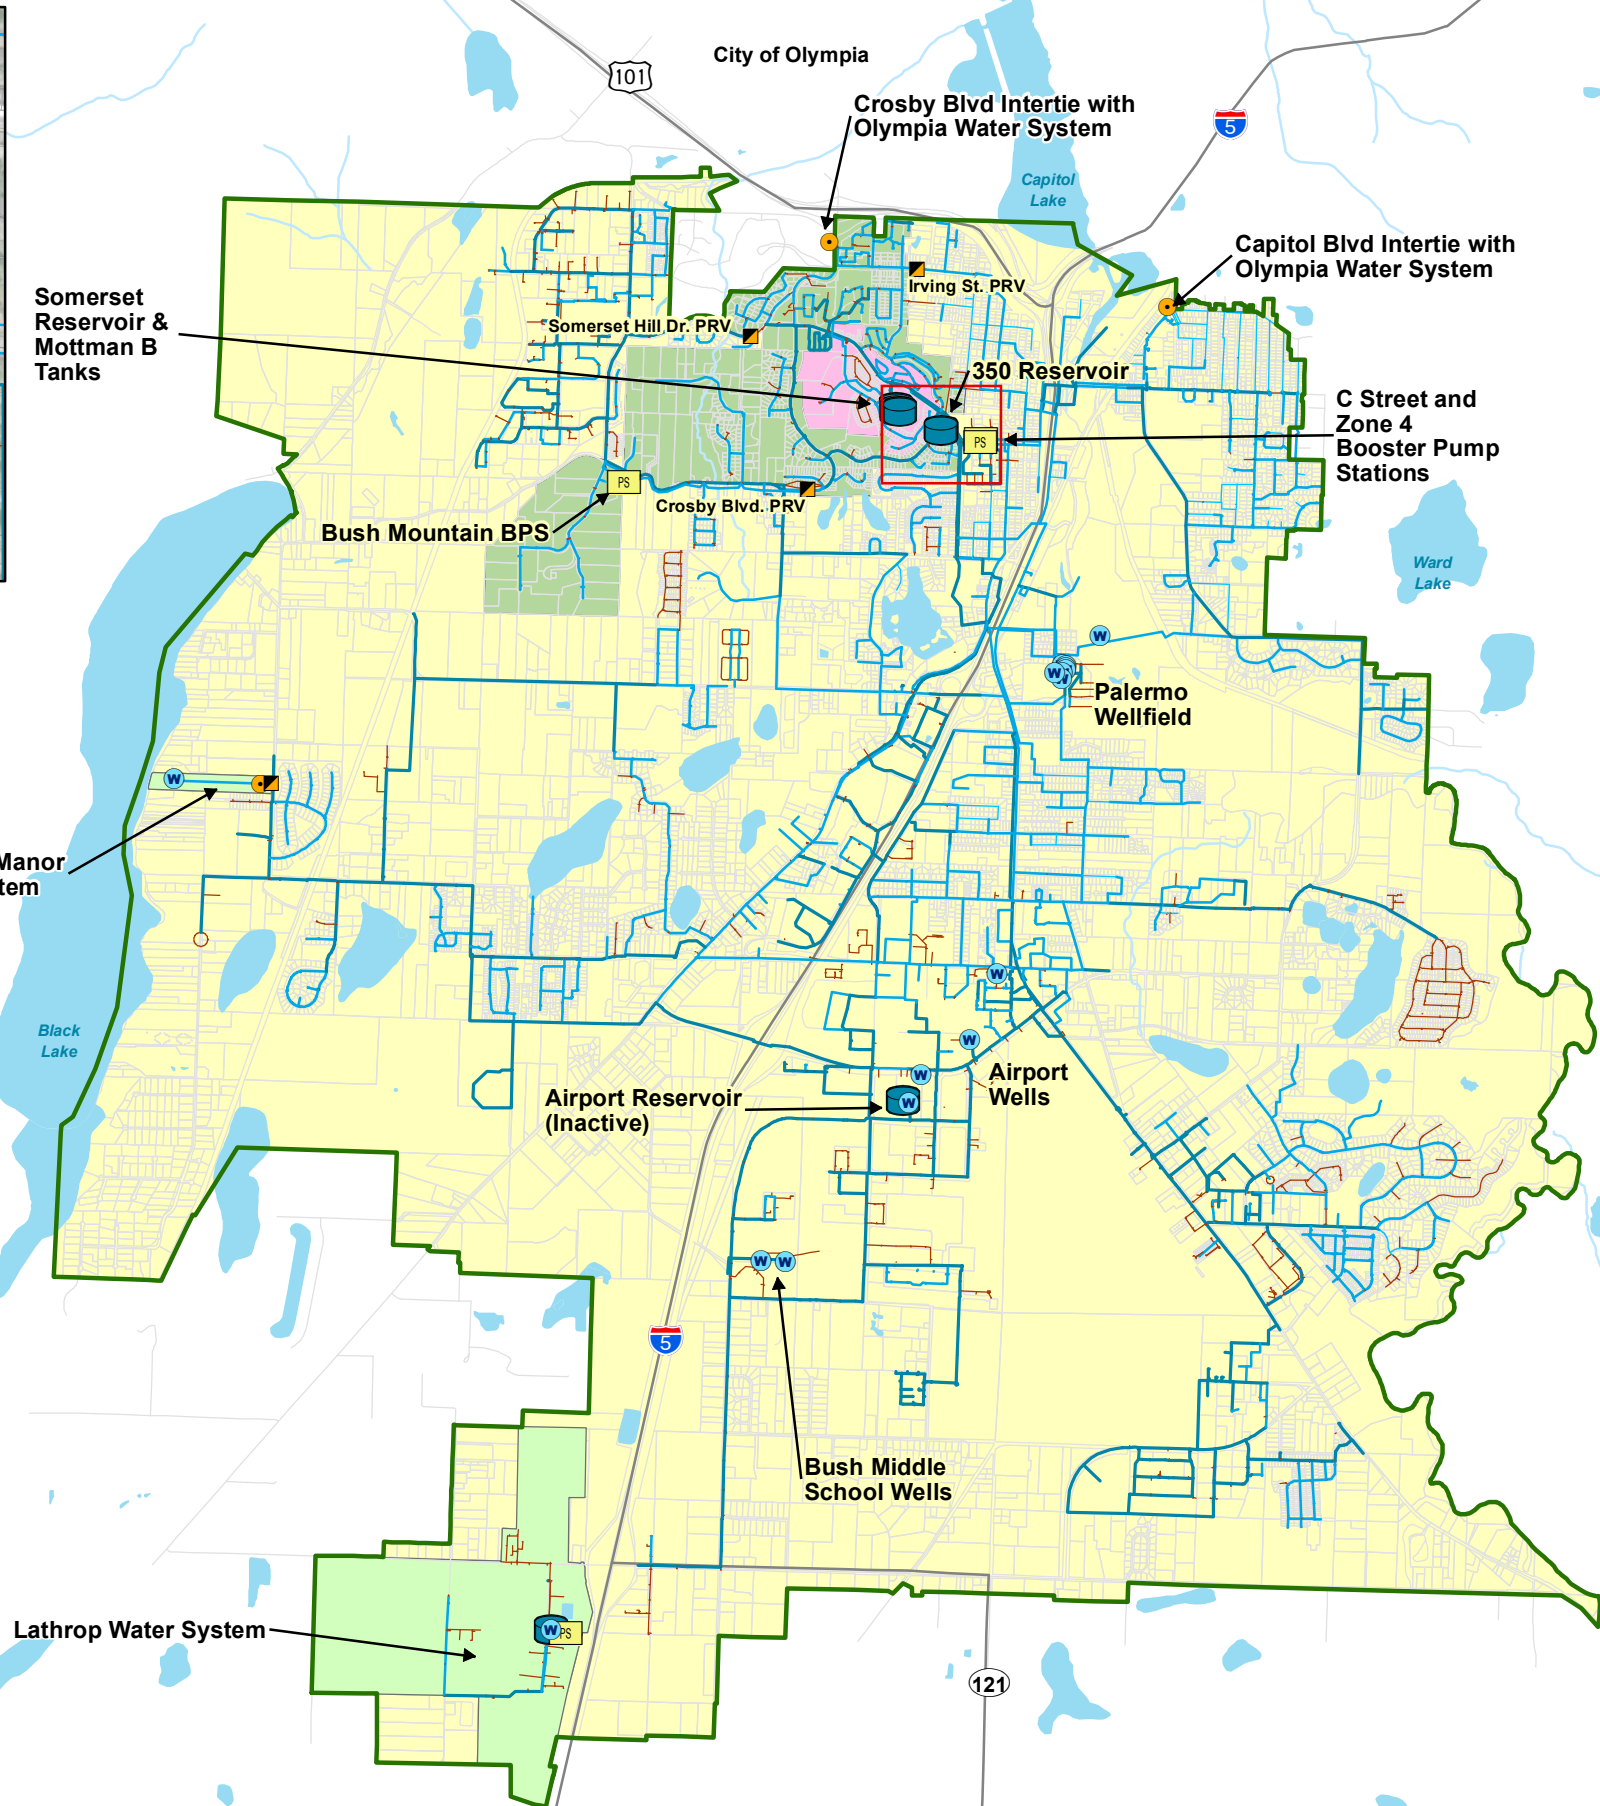 City of Olympia
101
Crosby Blvd Intertie with
Olympia Water System
5
Capitol
Lake
Capitol Blvd Intertie with
Olympia Water System
Irving St. PRV
Somerset
Reservoir &
Mottman B
Tanks
Somerset Hill Dr. PRV
350 Reservoir
C Street and
Zone 4
Booster Pump
Stations
PS
PS
Crosby Blvd. PRV
Bush Mountain BPS
Ward
Lake
W
W
W
Palermo
Wellfield
W
Manor
tem
W
Black
Lake
W
Airport
Wells
W
W
Airport Reservoir
(Inactive)
W
W
5
Bush Middle
School Wells
Lathrop Water System
W
PS
121